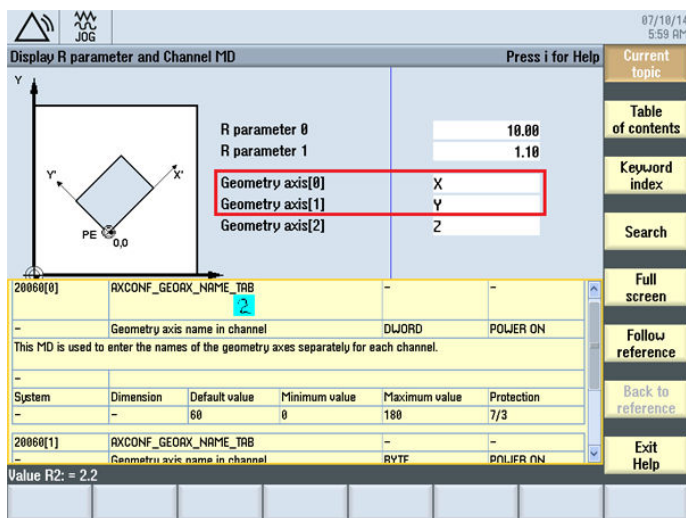 07/10/14
JOG
5:59 AM
Display R parameter and Channel MD
Press i for Help
Current
topic
Y
R parameter 0
10.00
R parameter 1
1.10
Table
of contents
Y'
X'
Geometry axis[0]
X
Geometry axis[1]
Y
Geometry axis[2]
Z
Keyword
index
PE
0,0
Search
20060[0]
AXCONF_GEOAX_NAME_TAB
-
-
2
Full
screen
-
Geometry axis name in channel
DWORD
POWER ON
This MD is used to enter the names of the geometry axes separately for each channel.
Follow
reference
-
System
Dimension
Default value
Minimum value
Maximum value
Protection
-
-
60
0
180
7/3
Back to
reference
20060[1]
AXCONF_GEOAX_NAME_TAB
-
-
-
Geometry axis name in channel
BYTE
POWER ON
Exit
Help
Value R2: = 2.2